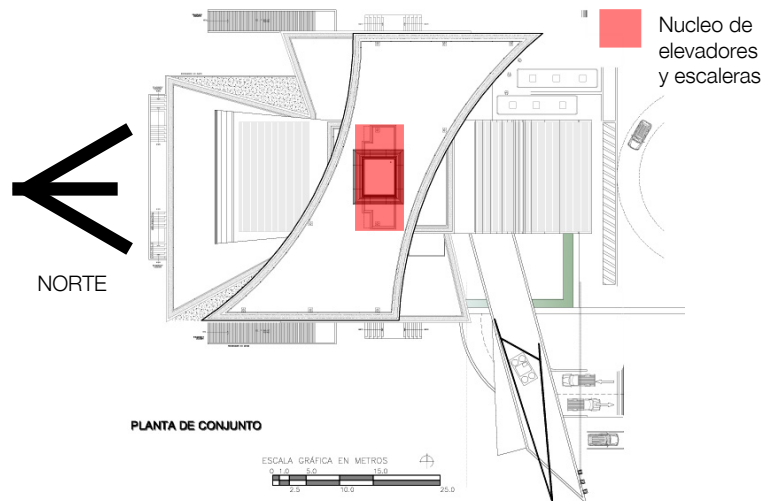 Nucleo de
elevadores
y escaleras
NORTE
PLANTA DE CONJUNTO
ESCALA GRÁFICA EN METROS
0 1.0 5.0 15.0
2.5 10.0 25.0